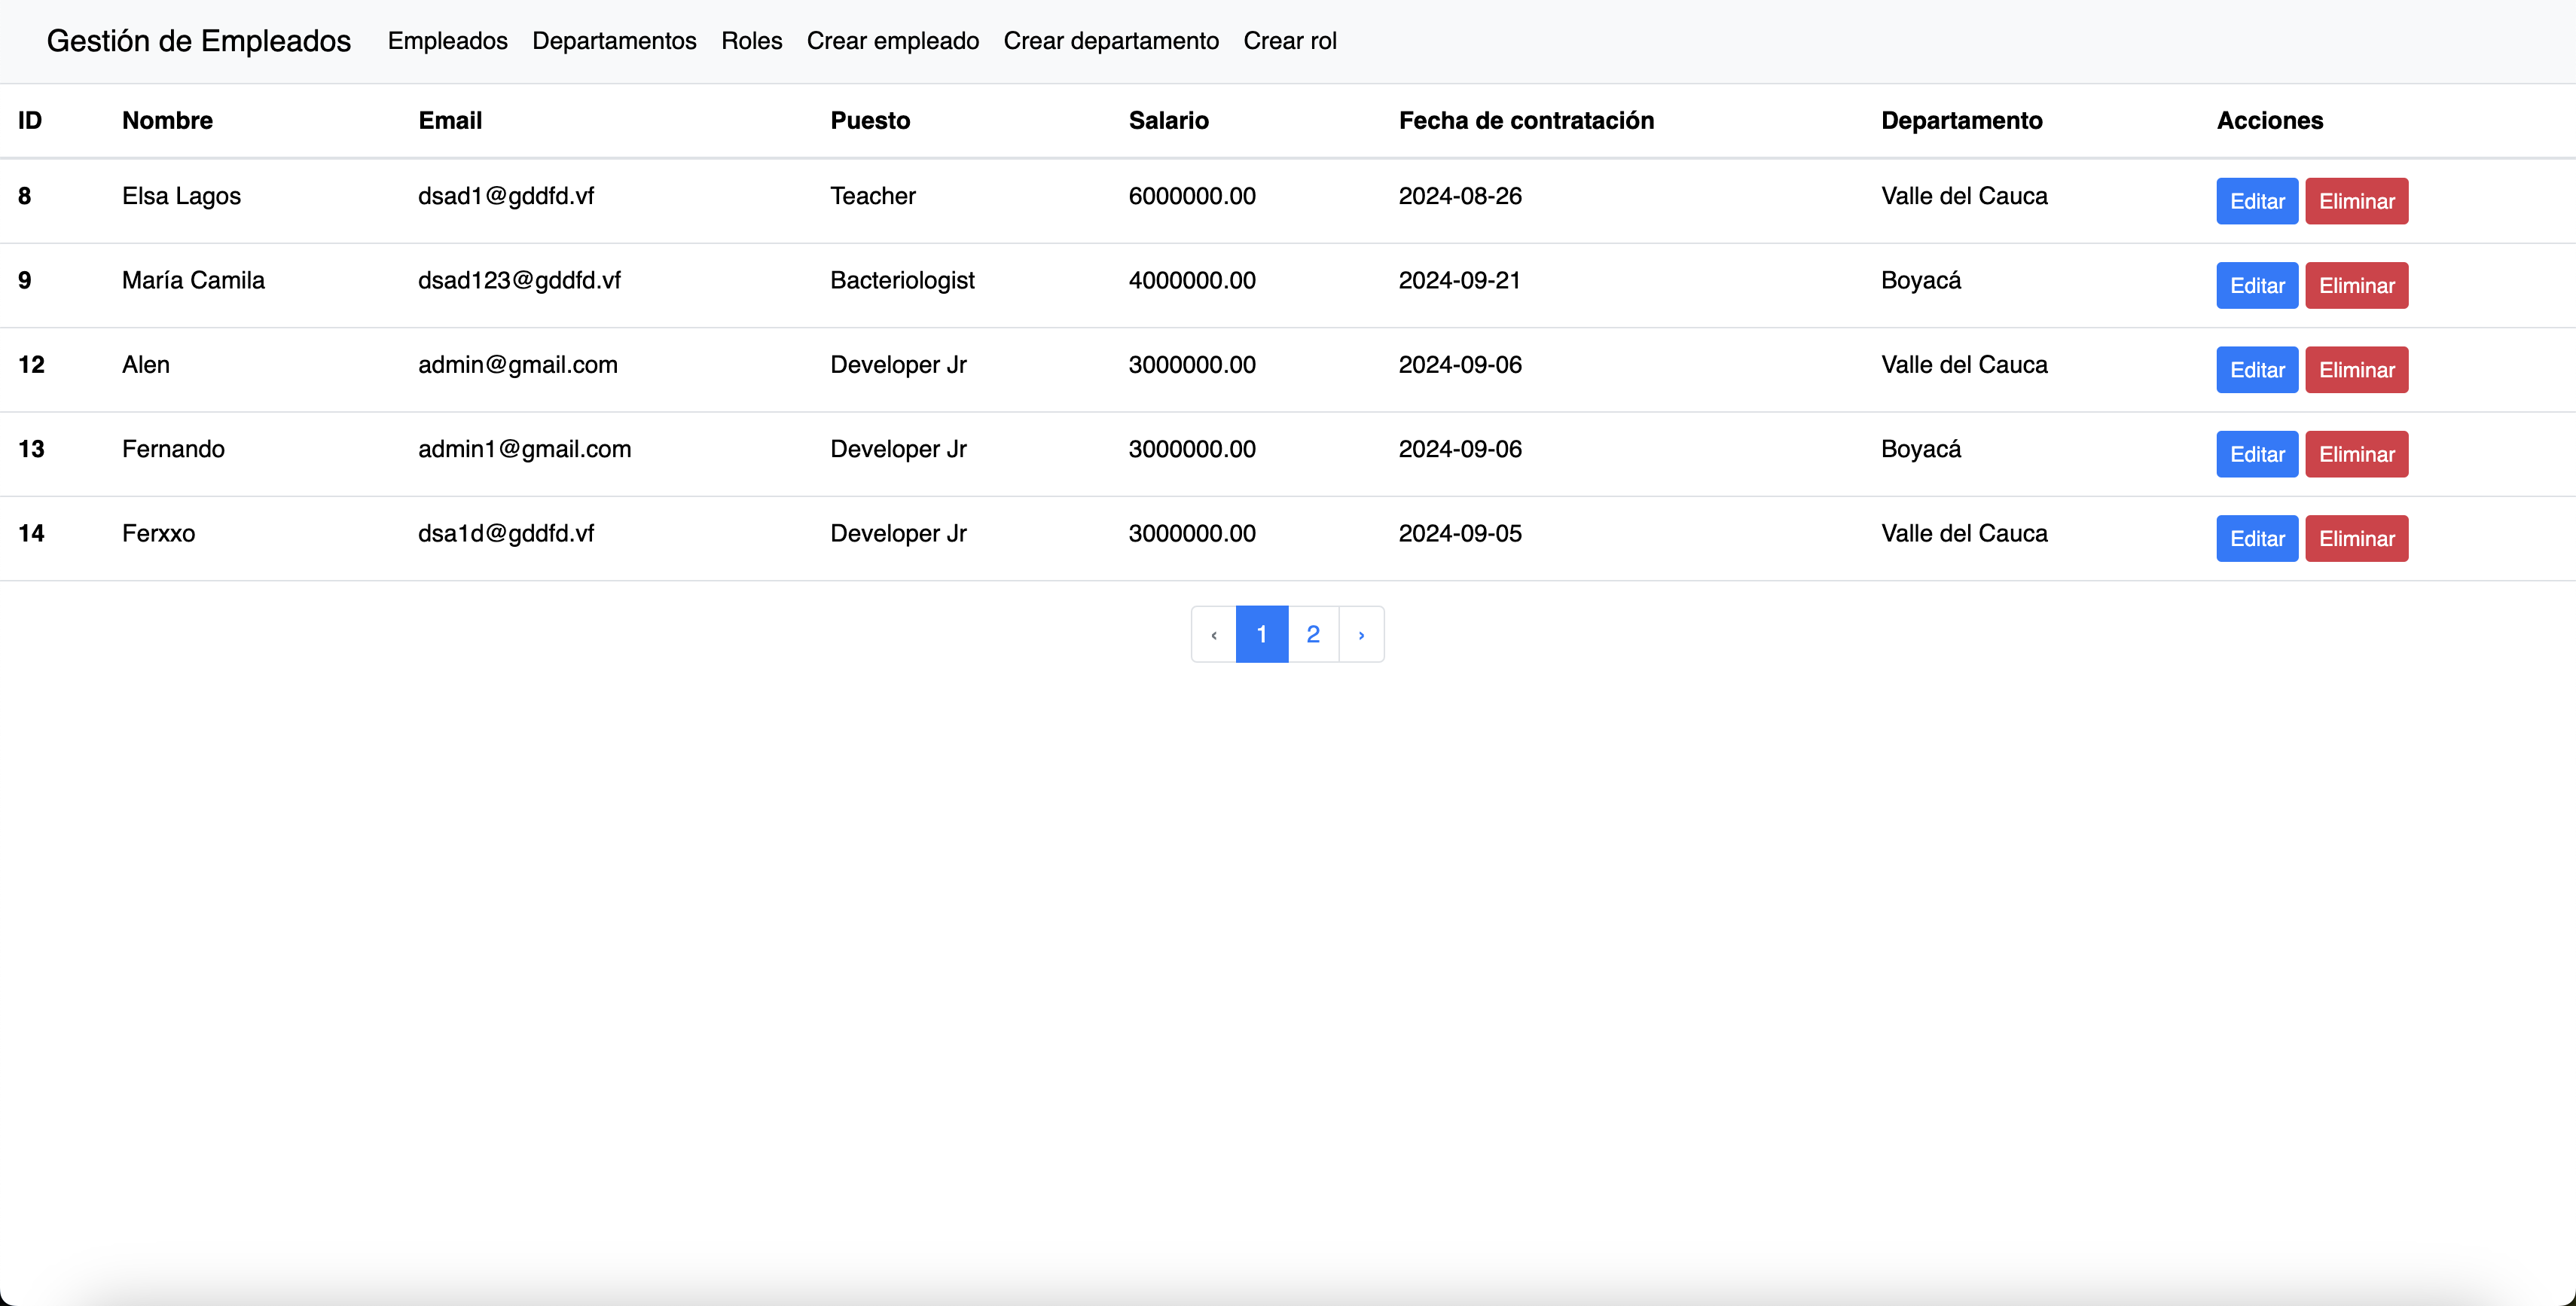 Gestión de Empleados Empleados Departamentos Roles Crear empleado Crear departamento Crear rol
ID Nombre Email Puesto Salario Fecha de contratación Departamento Acciones
8 Elsa Lagos dsad1@gddfd.vf Teacher 6000000.00 2024-08-26 Valle del Cauca Editar Eliminar
9 María Camila dsad123@gddfd.vf Bacteriologist 4000000.00 2024-09-21 Boyacá Editar Eliminar
12 Alen admin@gmail.com Developer Jr 3000000.00 2024-09-06 Valle del Cauca Editar Eliminar
13 Fernando admin1@gmail.com Developer Jr 3000000.00 2024-09-06 Boyacá Editar Eliminar
14 Ferxxo dsa1d@gddfd.vf Developer Jr 3000000.00 2024-09-05 Valle del Cauca Editar Eliminar
‹ 1 2 ›